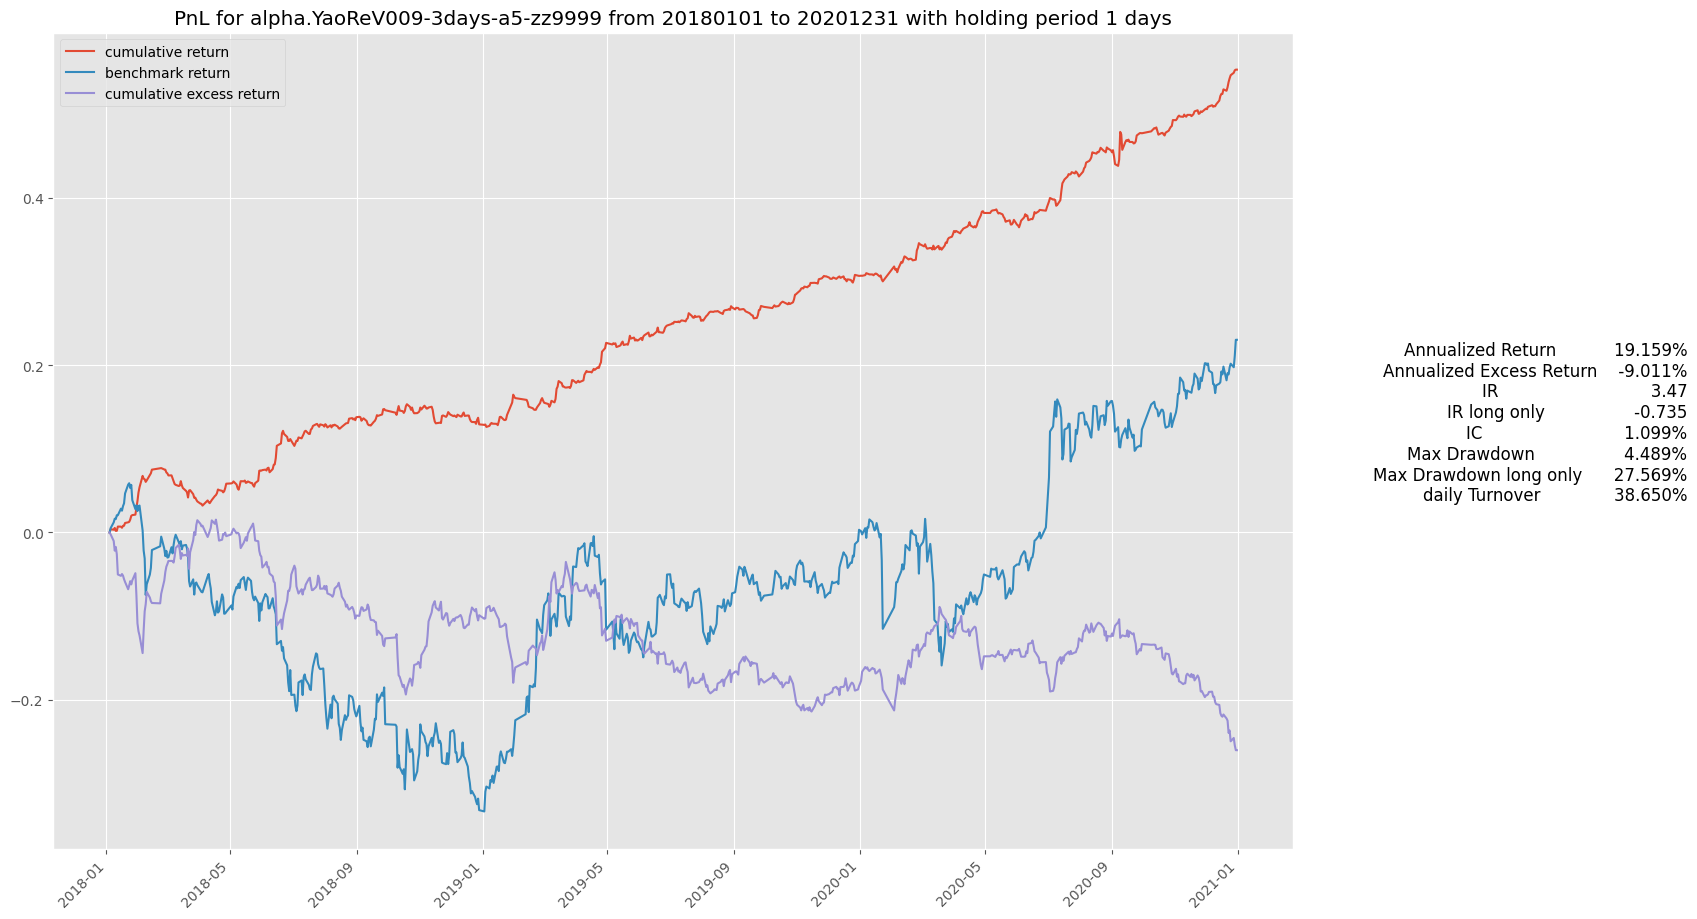 PnL for alpha.YaoReV009-3days-a5-zz9999 from 20180101 to 20201231 with holding period 1 days
cumulative return
benchmark return
cumulative excess return
0.4
0.2
0.0
−0.2
2018-01
2018-05
2018-09
2019-01
2019-05
2019-09
2020-01
2020-05
2020-09
2021-01
Annualized Return 19.159%
Annualized Excess Return -9.011%
IR 3.47
IR long only -0.735
IC 1.099%
Max Drawdown 4.489%
Max Drawdown long only 27.569%
daily Turnover 38.650%